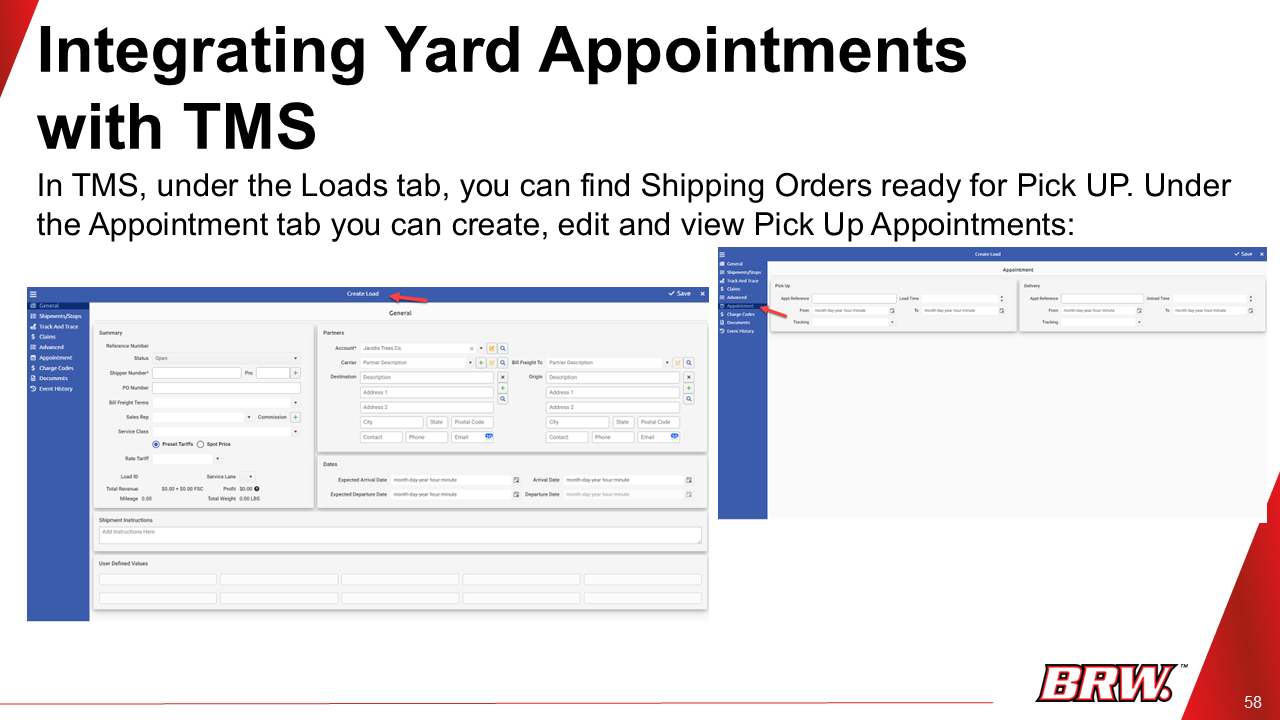 Integrating Yard Appointments
with TMS
In TMS, under the Loads tab, you can find Shipping Orders ready for Pick UP. Under
the Appointment tab you can create, edit and view Pick Up Appointments:
Create Load
Save
General
Shipments/Stops
Track And Trace
Claims
Advanced
Appointment
Charge Codes
Documents
Event History
General
Summary
Reference Number
Status Open
Shipper Number* Pro
PO Number
Bill Freight Terms
Sales Rep Commission
Service Class
Preset Tariffs Spot Price
Rate Tariff
Load ID Service Lane
Total Revenue $0.00 + $0.00 FSC Profit $0.00
Mileage 0.00 Total Weight 0.00 LBS
Partners
Account* Jacobs Trees Co.
Carrier Partner Description Bill Freight To Partner Description
Destination Description Origin Description
Address 1 Address 1
Address 2 Address 2
City State Postal Code City State Postal Code
Contact Phone Email Contact Phone Email
Dates
Expected Arrival Date month-day-year hour:minute Arrival Date month-day-year hour:minute
Expected Departure Date month-day-year hour:minute Departure Date month-day-year hour:minute
Shipment Instructions
Add Instructions Here
User Defined Values
Create Load
Save
General
Shipments/Stops
Track And Trace
Claims
Advanced
Appointment
Charge Codes
Documents
Event History
Appointment
Pick Up
Appt Reference Load Time
From month-day-year hour:minute To month-day-year hour:minute
Tracking
Delivery
Appt Reference Unload Time
From month-day-year hour:minute To month-day-year hour:minute
Tracking
BRW.™
58